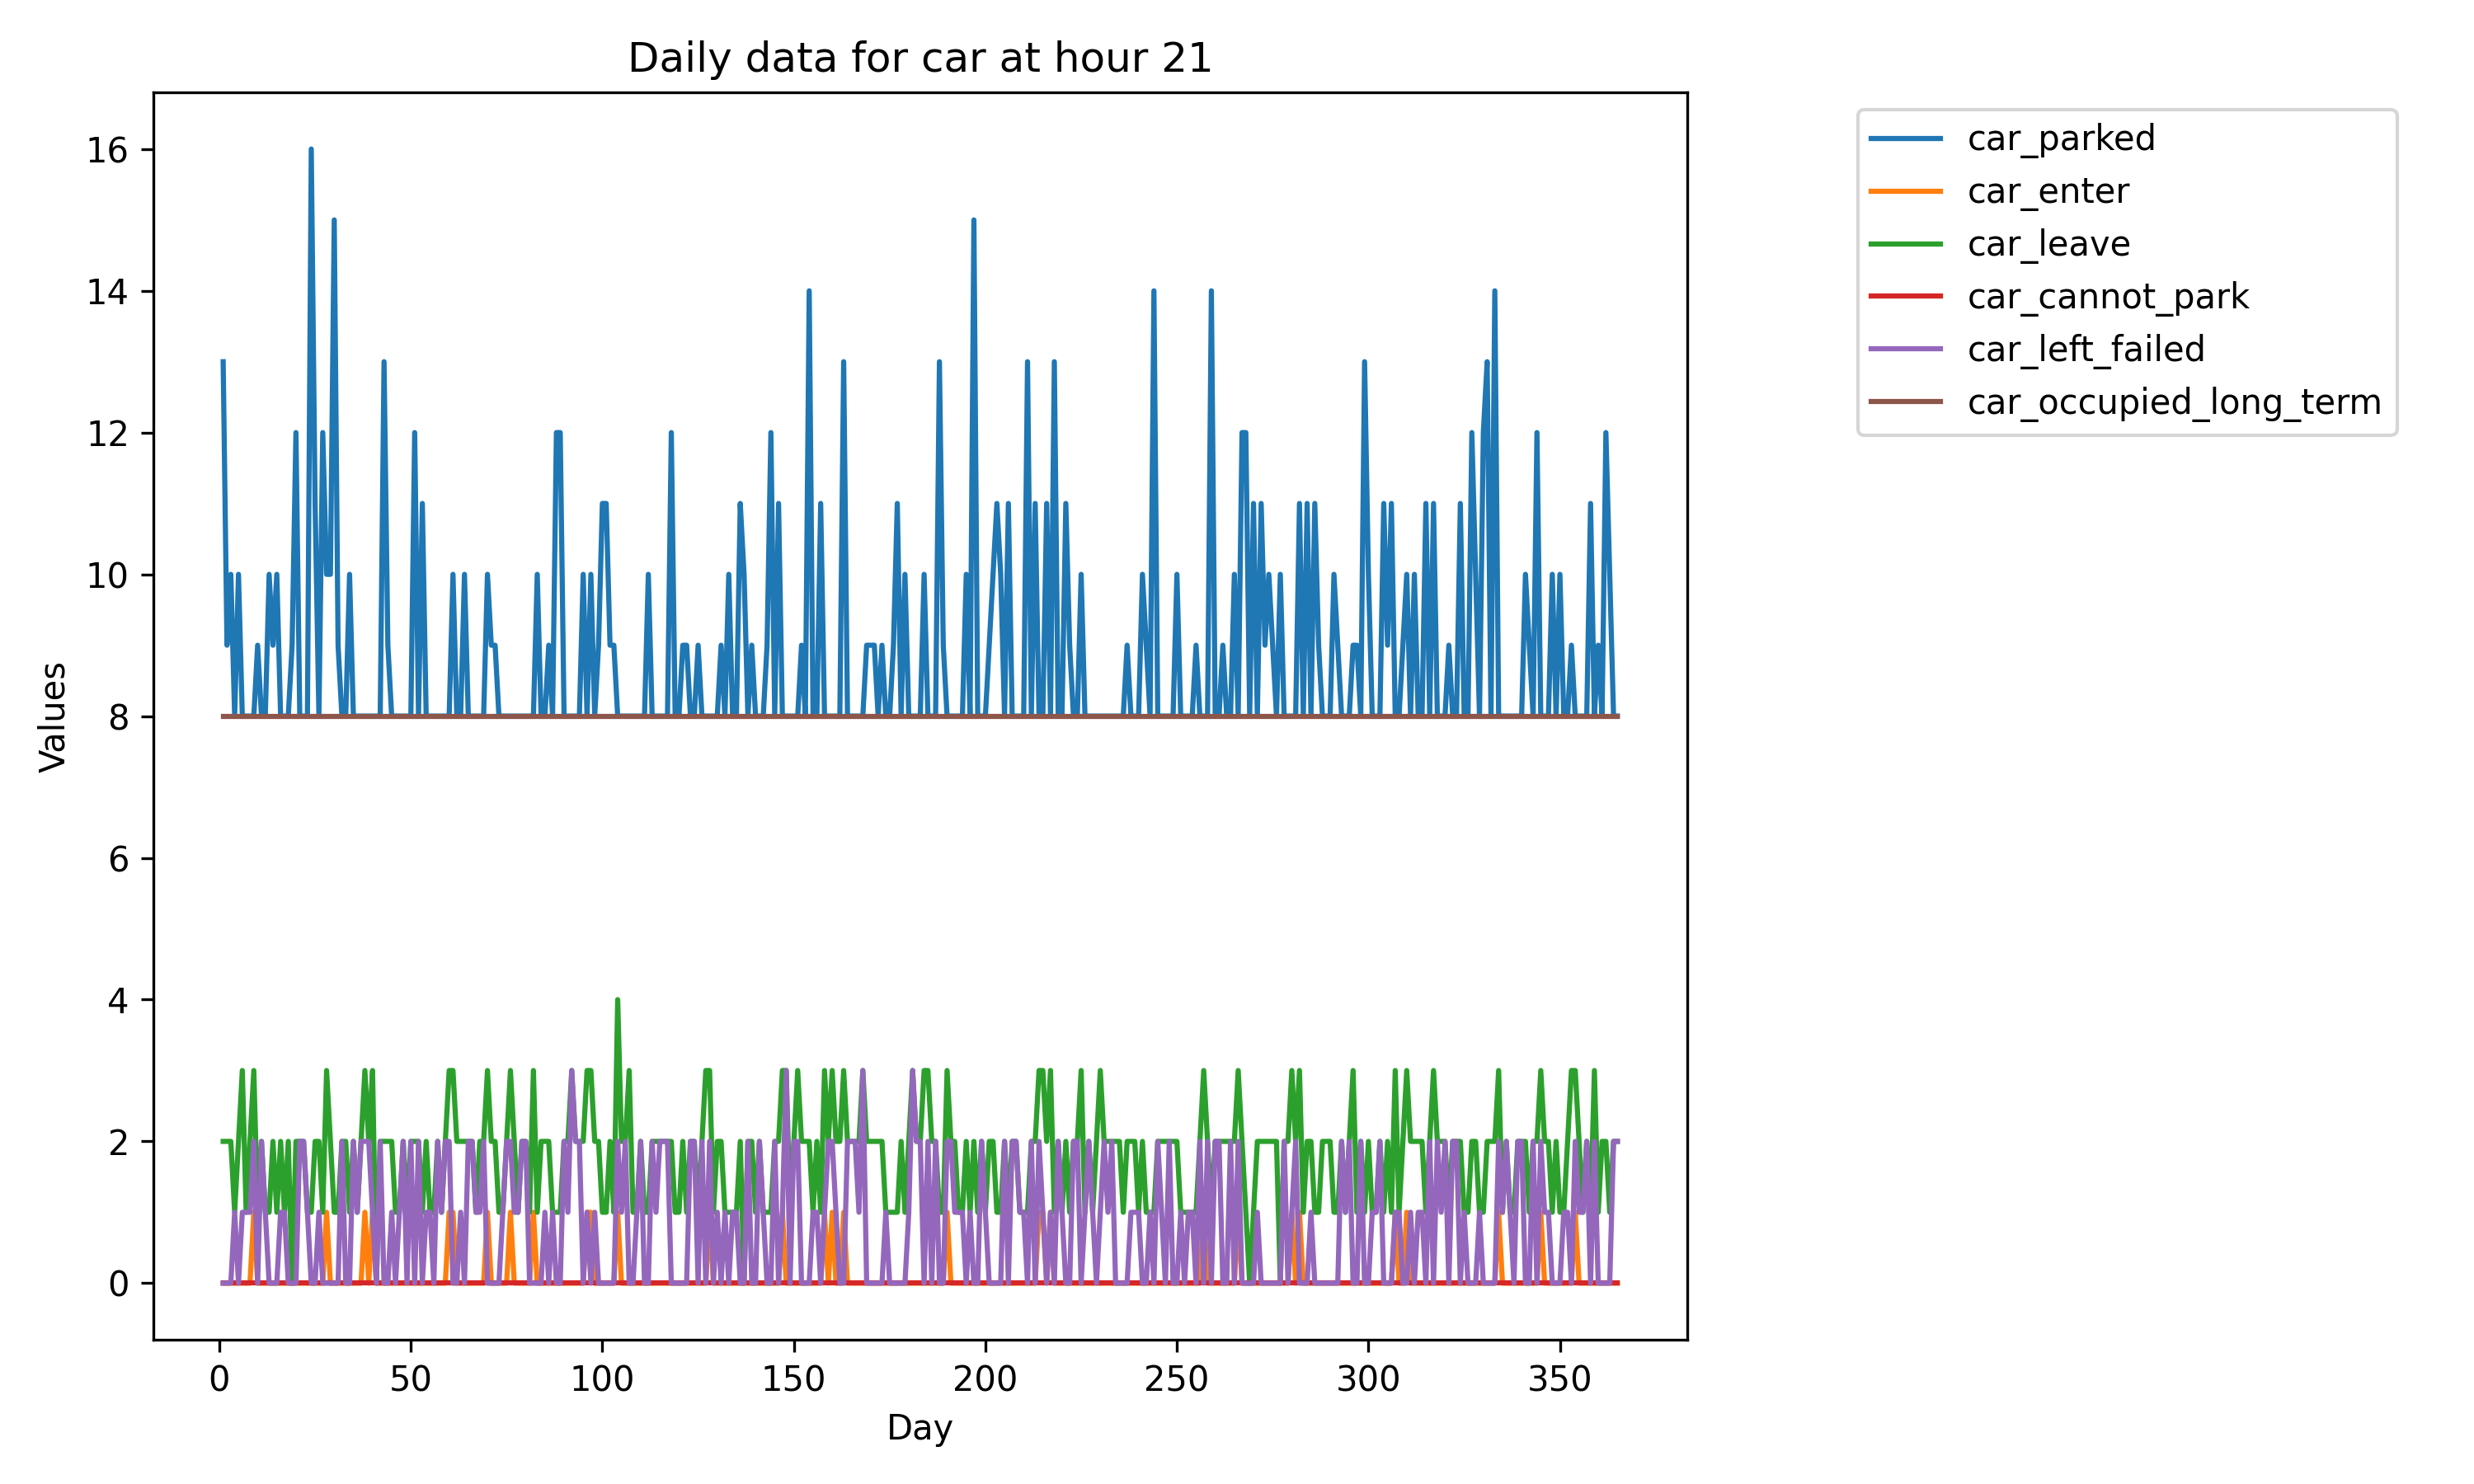 Daily data for car at hour 21
car_parked
car_enter
car_leave
car_cannot_park
car_left_failed
car_occupied_long_term
Values
16
14
12
10
8
6
4
2
0
0 50 100 150 200 250 300 350
Day